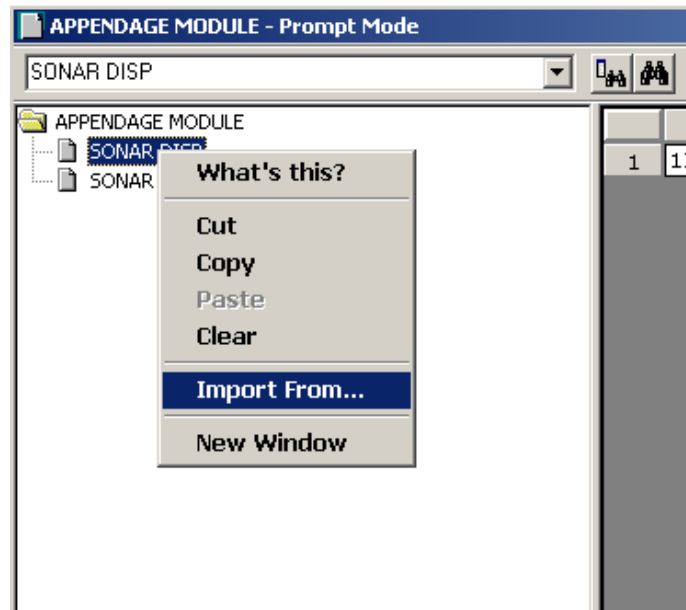 APPENDAGE MODULE - Prompt Mode
SONAR DISP
APPENDAGE MODULE
SONAR DISP
SONAR
What's this?
Cut
Copy
Paste
Clear
Import From...
New Window
1